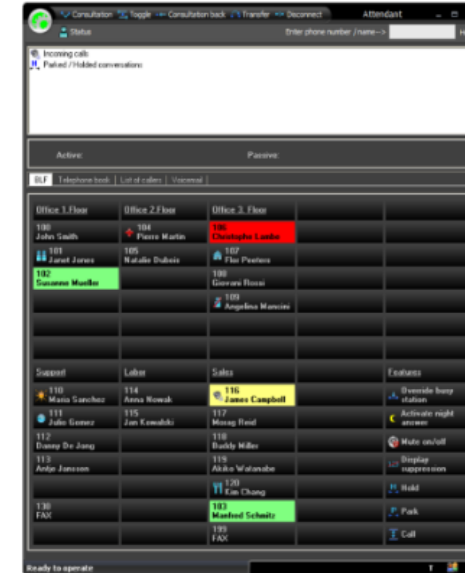 Consultation Toggle Consultation back Transfer Disconnect Attendant
Status Enter phone number / name-->
Incoming calls
Parked / Holded conversations
Active: Passive:
BLF Telephone book List of callers Voicemail
Office 1.Floor Office 2.Floor Office 3. Floor
100 104 106
John Smith Pierre Martin Christophe
101 105 107
Janet Jones Natalie Dubois Flor Peeters
102 108
Susanne Mueller Giovani Rossi
109
Angelina Mancini
Support Labor Sales Features
110 114 116 Override busy
Maria Sanchez Anna Nowak James Campbell station
111 115 117 Activate night
Julio Gomez Jan Kowalski Morag Reid answer
112 118 Mute on/off
Danny De Jong Buddy Miller
113 119 Display
Antje Janssen Akiko Watanabe suppression
120 Hold
Kim Chang
130 103 Park
FAX Manfred Schmitz
199 Call
FAX
Ready to operate